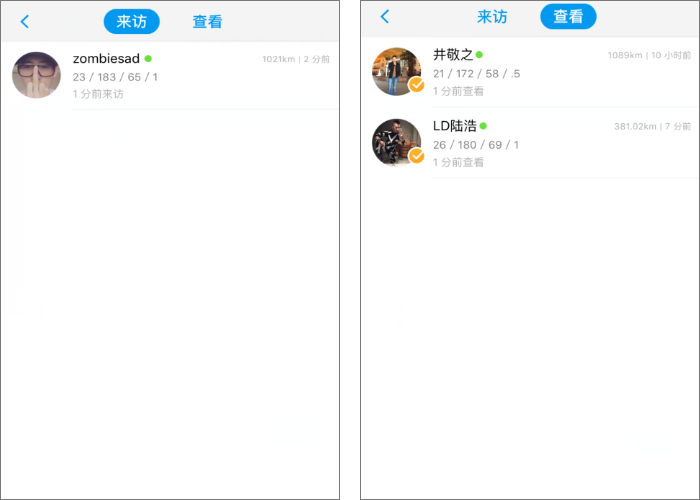 来访 查看
zombiesad 1021km | 2 分前
23 / 183 / 65 / 1
1 分前来访
来访 查看
井敬之 1089km | 10 小时前
21 / 172 / 58 / .5
1 分前查看
LD陆浩 381.02km | 7 分前
26 / 180 / 69 / 1
1 分前查看